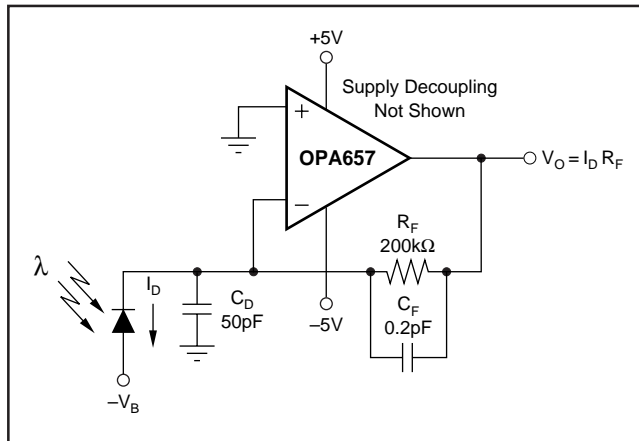 +5V
Supply Decoupling
Not Shown
+
OPA657
–
V_O = I_D R_F
R_F
200kΩ
λ
I_D
C_D
50pF
–5V
C_F
0.2pF
–V_B